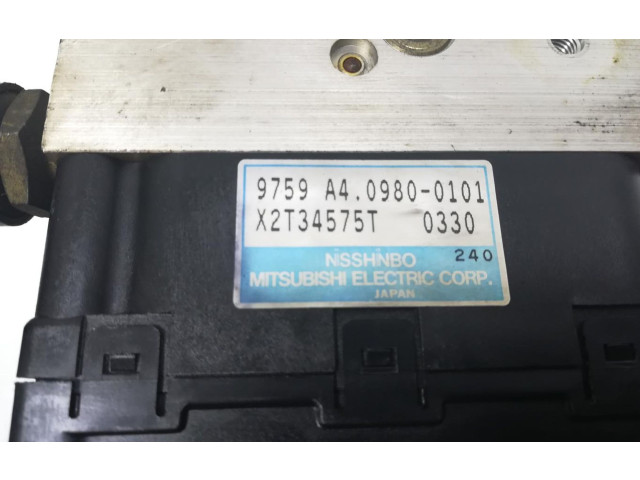 9759 A4.0980-0101
X2T34575T 0330
240
NISSHINBO
MITSUBISHI ELECTRIC CORP.
JAPAN